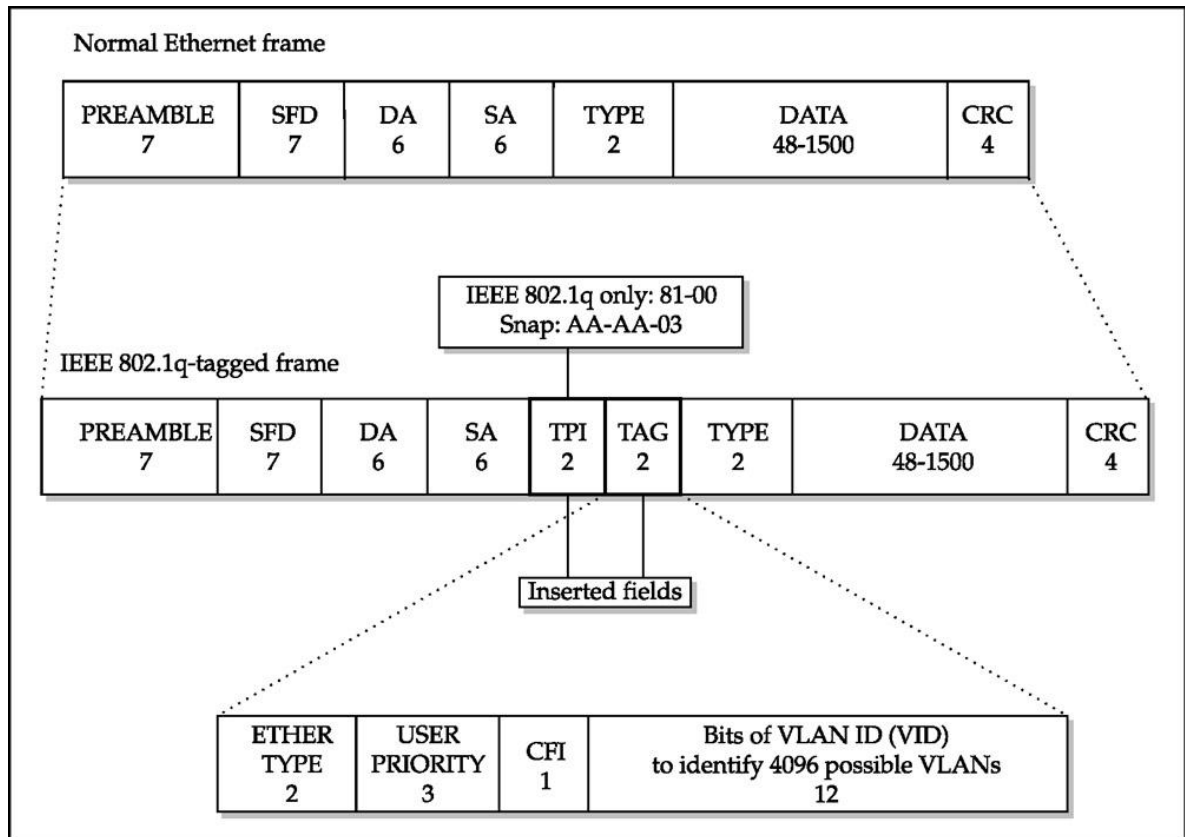 Normal Ethernet frame
PREAMBLE SFD DA SA TYPE DATA CRC
7 7 6 6 2 48-1500 4
IEEE 802.1q only: 81-00
Snap: AA-AA-03
IEEE 802.1q-tagged frame
PREAMBLE SFD DA SA TPI TAG TYPE DATA CRC
7 7 6 6 2 2 2 48-1500 4
Inserted fields
ETHER USER Bits of VLAN ID (VID)
TYPE PRIORITY CFI to identify 4096 possible VLANs
2 3 1 12